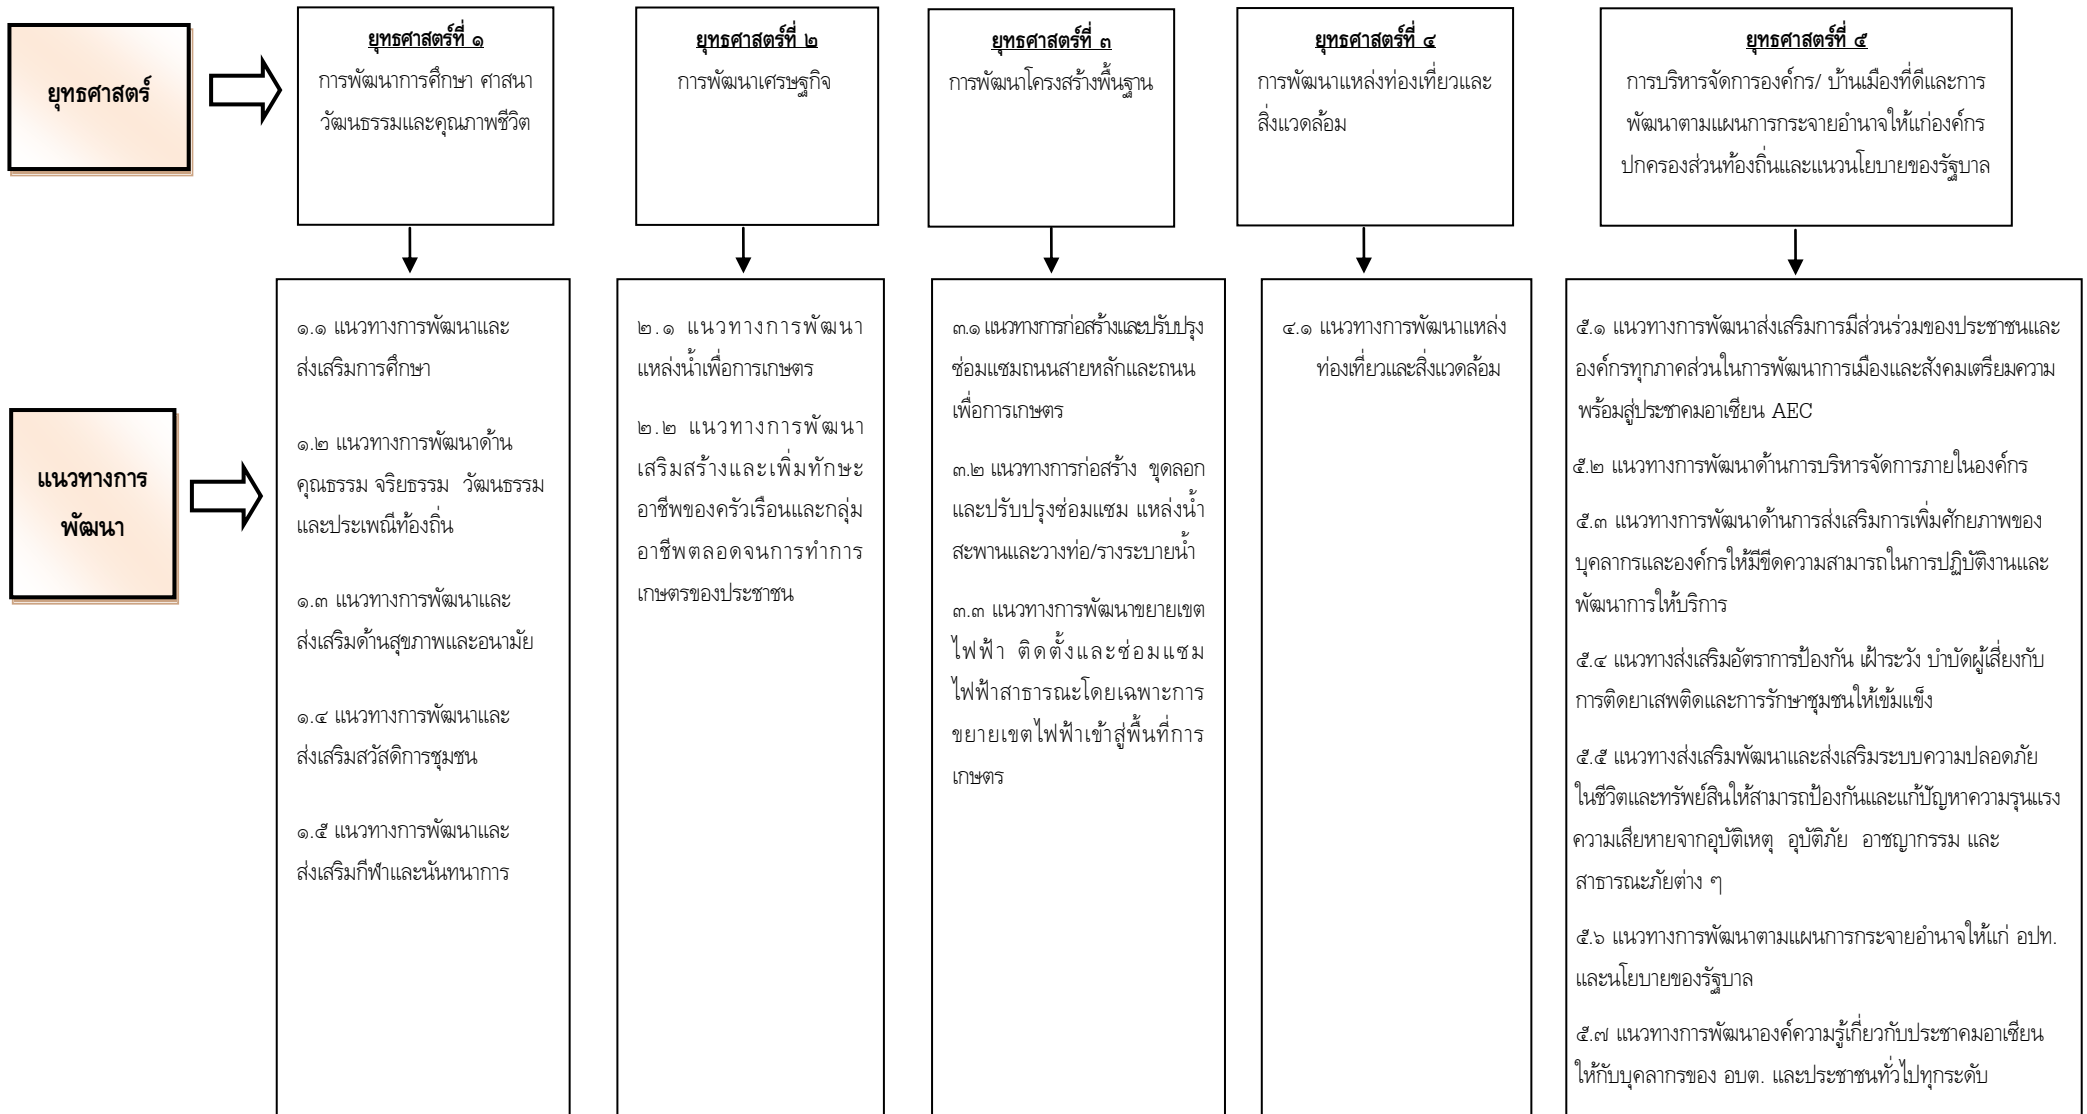 ยุทธศาสตร์
ยุทธศาสตร์ที่ ๑
การพัฒนาการศึกษา ศาสนา
วัฒนธรรมและคุณภาพชีวิต
ยุทธศาสตร์ที่ ๒
การพัฒนาเศรษฐกิจ
ยุทธศาสตร์ที่ ๓
การพัฒนาโครงสร้างพื้นฐาน
ยุทธศาสตร์ที่ ๔
การพัฒนาแหล่งท่องเที่ยวและ
สิ่งแวดล้อม
ยุทธศาสตร์ที่ ๕
การบริหารจัดการองค์กร/ บ้านเมืองที่ดีและการ
พัฒนาตามแผนการกระจายอำนาจให้แก่องค์กร
ปกครองส่วนท้องถิ่นและแนวนโยบายของรัฐบาล
แนวทางการ
พัฒนา
๑.๑ แนวทางการพัฒนาและ
ส่งเสริมการศึกษา
๑.๒ แนวทางการพัฒนาด้าน
คุณธรรม จริยธรรม วัฒนธรรม
และประเพณีท้องถิ่น
๑.๓ แนวทางการพัฒนาและ
ส่งเสริมด้านสุขภาพและอนามัย
๑.๔ แนวทางการพัฒนาและ
ส่งเสริมสวัสดิการชุมชน
๑.๕ แนวทางการพัฒนาและ
ส่งเสริมกีฬาและนันทนาการ
๒.๑ แนวทางการพัฒนา
แหล่งน้ำเพื่อการเกษตร
๒.๒ แนวทางการพัฒนา
เสริมสร้างและเพิ่มทักษะ
อาชีพของครัวเรือนและกลุ่ม
อาชีพตลอดจนการทำการ
เกษตรของประชาชน
๓.๑ แนวทางการก่อสร้างและปรับปรุง
ซ่อมแซมถนนสายหลักและถนน
เพื่อการเกษตร
๓.๒ แนวทางการก่อสร้าง ขุดลอก
และปรับปรุงซ่อมแซม แหล่งน้ำ
สะพานและวางท่อ/รางระบายน้ำ
๓.๓ แนวทางการพัฒนาขยายเขต
ไฟฟ้า ติดตั้งและซ่อมแซม
ไฟฟ้าสาธารณะโดยเฉพาะการ
ขยายเขตไฟฟ้าเข้าสู่พื้นที่การ
เกษตร
๔.๑ แนวทางการพัฒนาแหล่ง
ท่องเที่ยวและสิ่งแวดล้อม
๕.๑ แนวทางการพัฒนาส่งเสริมการมีส่วนร่วมของประชาชนและ
องค์กรทุกภาคส่วนในการพัฒนาการเมืองและสังคมเตรียมความ
พร้อมสู่ประชาคมอาเซียน AEC
๕.๒ แนวทางการพัฒนาด้านการบริหารจัดการภายในองค์กร
๕.๓ แนวทางการพัฒนาด้านการส่งเสริมการเพิ่มศักยภาพของ
บุคลากรและองค์กรให้มีขีดความสามารถในการปฏิบัติงานและ
พัฒนาการให้บริการ
๕.๔ แนวทางส่งเสริมอัตราการป้องกัน เฝ้าระวัง บำบัดผู้เสี่ยงกับ
การติดยาเสพติดและการรักษาชุมชนให้เข้มแข็ง
๕.๕ แนวทางส่งเสริมพัฒนาและส่งเสริมระบบความปลอดภัย
ในชีวิตและทรัพย์สินให้สามารถป้องกันและแก้ปัญหาความรุนแรง
ความเสียหายจากอุบัติเหตุ อุบัติภัย อาชญากรรม และ
สาธารณะภัยต่าง ๆ
๕.๖ แนวทางการพัฒนาตามแผนการกระจายอำนาจให้แก่ อปท.
และนโยบายของรัฐบาล
๕.๗ แนวทางการพัฒนาองค์ความรู้เกี่ยวกับประชาคมอาเซียน
ให้กับบุคลากรของ อบต. และประชาชนทั่วไปทุกระดับ